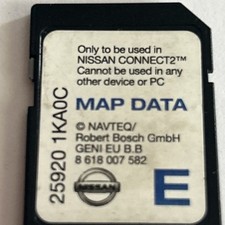 Only to be used in
NISSAN CONNECT2™
Cannot be used in any
other device or PC
MAP DATA
© NAVTEQ/
Robert Bosch GmbH
GENI EU B.B
8 618 007 582
NISSAN
E
25920 1KA0C